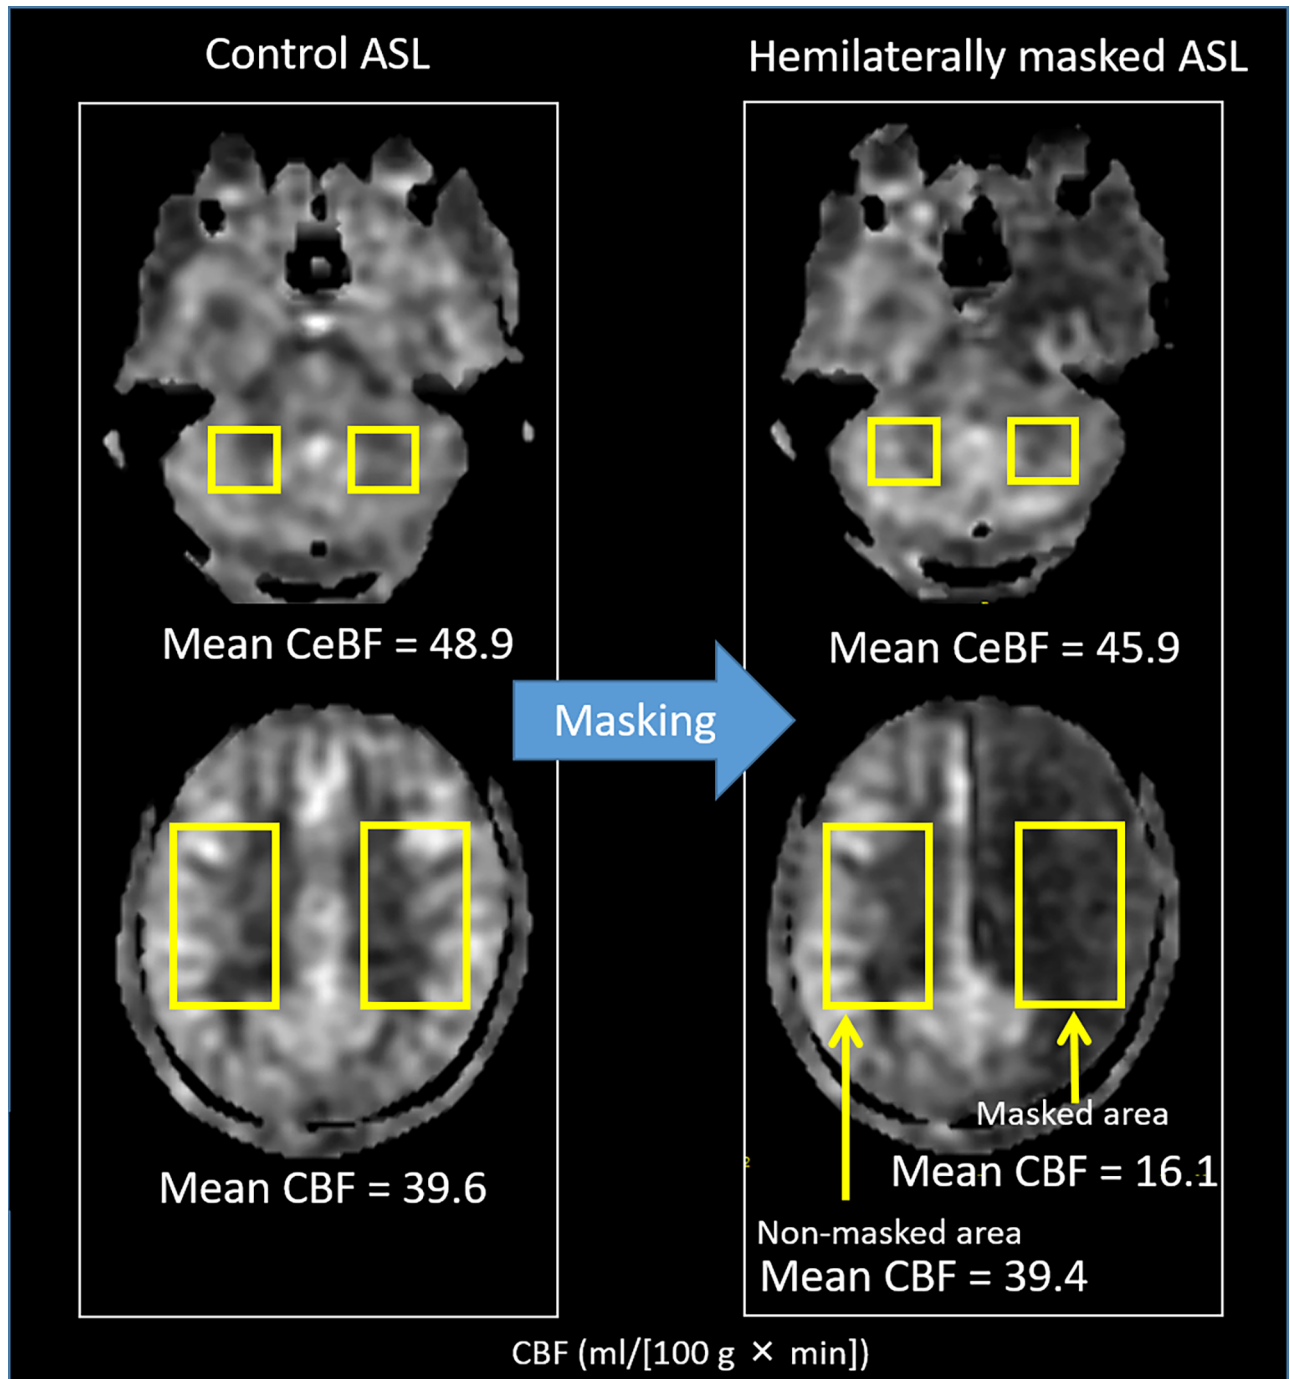 Control ASL
Hemilaterally masked ASL
Mean CeBF = 48.9
Mean CeBF = 45.9
Masking
Mean CBF = 39.6
Masked area
Mean CBF = 16.1
Non-masked area
Mean CBF = 39.4
CBF (ml/[100 g × min])